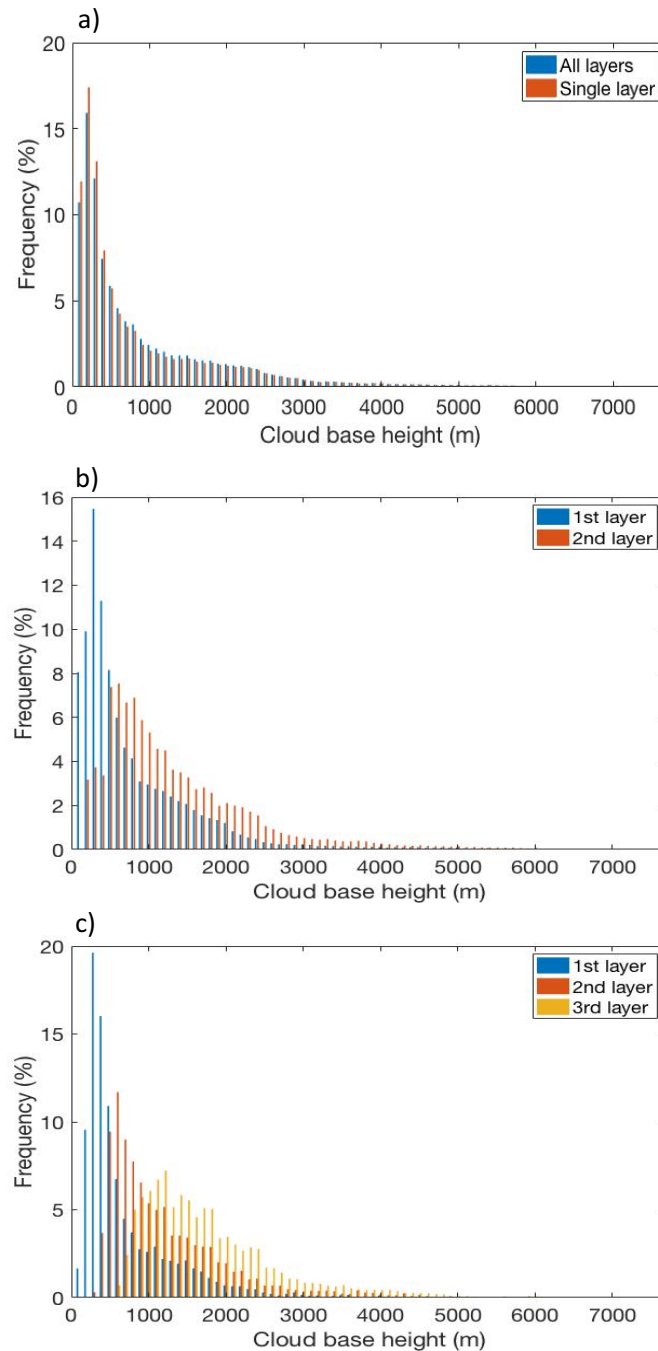 a)
20
All layers
Single layer
15
Frequency (%)
10
5
0
0 1000 2000 3000 4000 5000 6000 7000
Cloud base height (m)
b)
16
1st layer
2nd layer
14
12
10
Frequency (%)
8
6
4
2
0
0 1000 2000 3000 4000 5000 6000 7000
Cloud base height (m)
c)
20
1st layer
2nd layer
3rd layer
15
Frequency (%)
10
5
0
0 1000 2000 3000 4000 5000 6000 7000
Cloud base height (m)